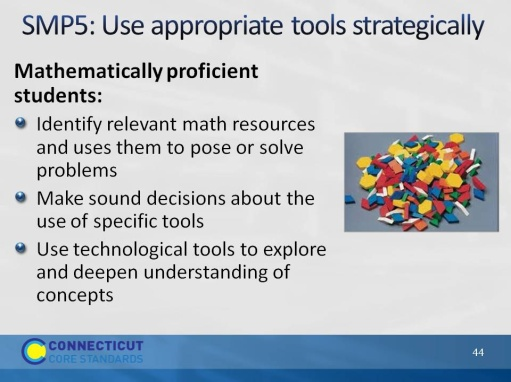 SMP5: Use appropriate tools strategically
Mathematically proficient
students:
Identify relevant math resources
and uses them to pose or solve
problems
Make sound decisions about the
use of specific tools
Use technological tools to explore
and deepen understanding of
concepts
CONNECTICUT
CORE STANDARDS
44